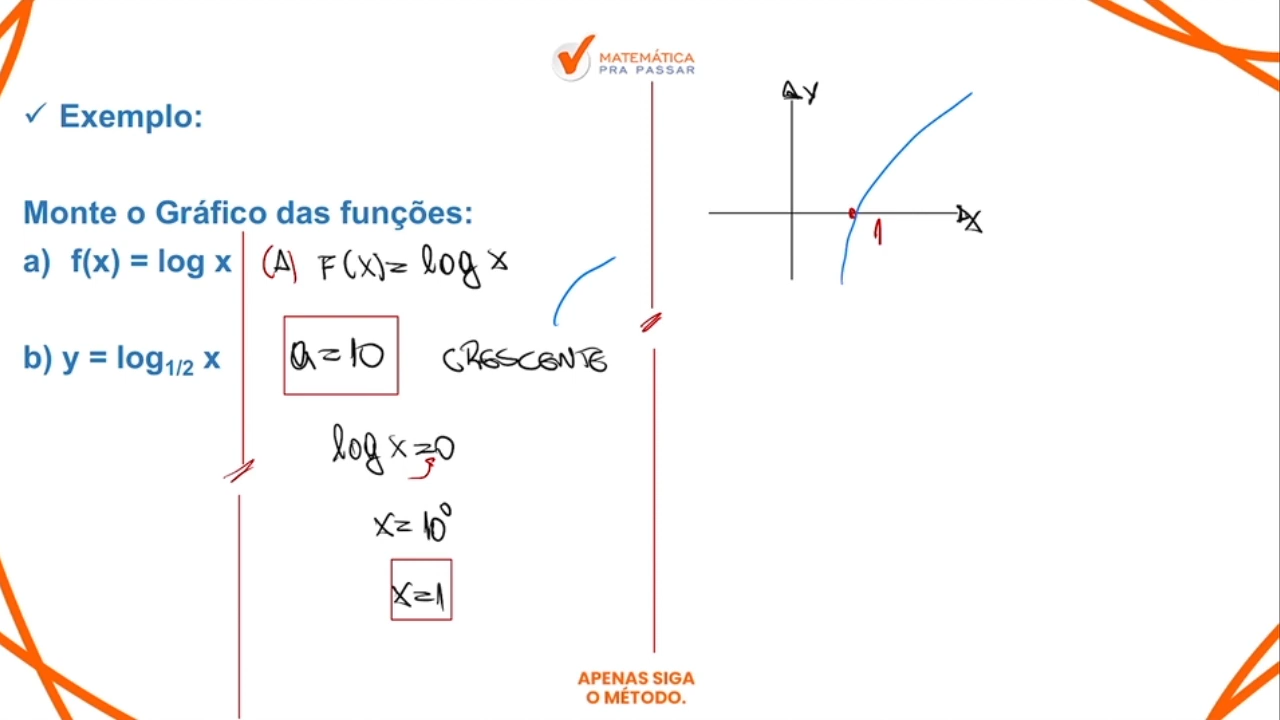 MATEMÁTICA
PRA PASSAR
✓ Exemplo:
Monte o Gráfico das funções:
a) f(x) = log x
b) y = log1/2 x
(A) F(X) = log x
a = 10 CRESCENTE
log x = 0
x = 10⁰
x = 1
y
1
x
APENAS SIGA
O MÉTODO.